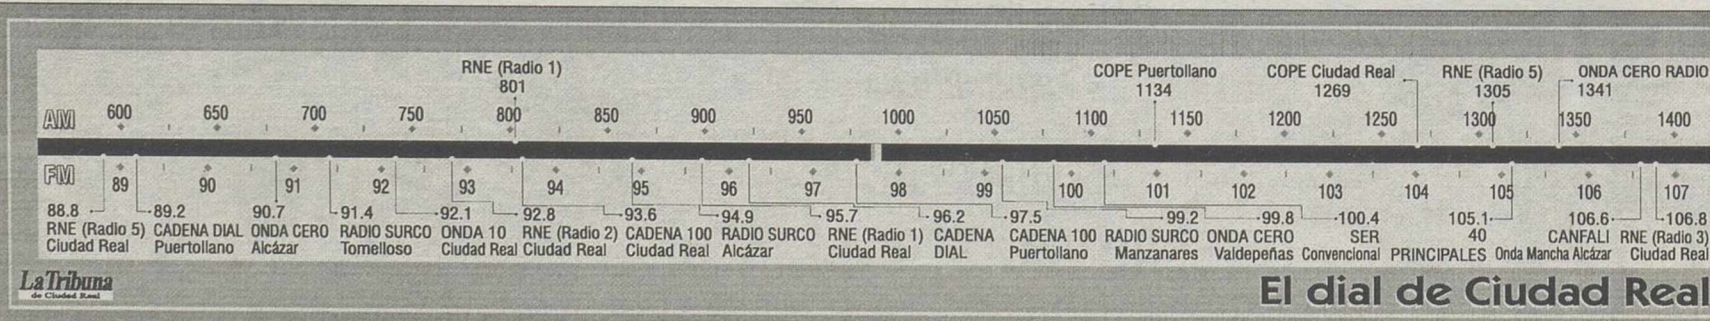 RNE (Radio 1)
801
COPE Puertollano
1134
COPE Ciudad Real
1269
RNE (Radio 5)
1305
ONDA CERO RADIO
1341
AM 600 650 700 750 800 850 900 950 1000 1050 1100 1150 1200 1250 1300 1350 1400
FM 89 90 91 92 93 94 95 96 97 98 99 100 101 102 103 104 105 106 107
88.8
RNE (Radio 5)
Ciudad Real
89.2
CADENA DIAL
Puertollano
90.7
ONDA CERO
Alcázar
91.4
RADIO SURCO
Tomelloso
92.1
ONDA 10
Ciudad Real
92.8
RNE (Radio 2)
Ciudad Real
93.6
CADENA 100
Ciudad Real
94.9
RADIO SURCO
Alcázar
95.7
RNE (Radio 1)
Ciudad Real
96.2
CADENA
DIAL
97.5
CADENA 100
Puertollano
99.2
RADIO SURCO
Manzanares
99.8
ONDA CERO
Valdepeñas
100.4
SER
Convencional
105.1
40
PRINCIPALES
Onda Mancha Alcázar
106.6
CANFALI
106.8
RNE (Radio 3)
Ciudad Real
La Tribuna
de Ciudad Real
El dial de Ciudad Real